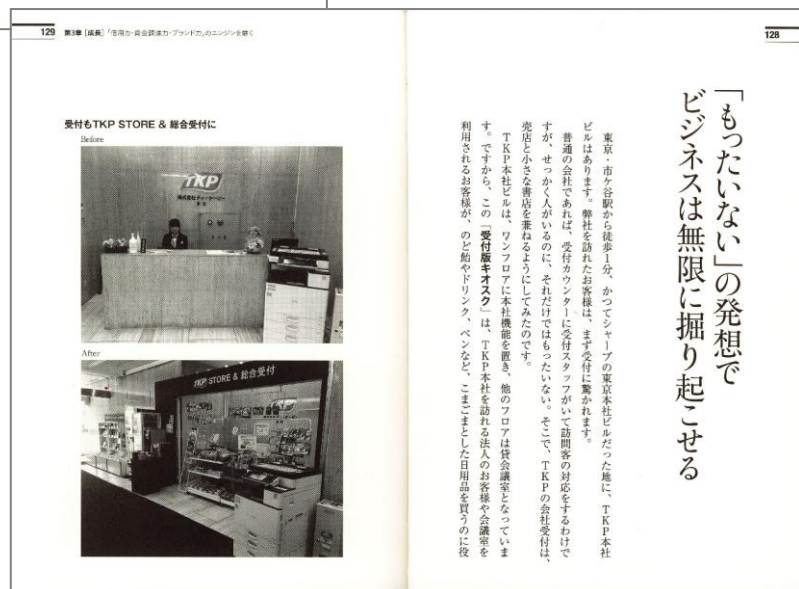 128
「もったいない」の発想で
ビジネスは無限に掘り起こせる
東京・市ケ谷駅から徒歩1分、かつてシャープの東京本社ビルだった地に、TKP本社
ビルはあります。弊社を訪れたお客様は、まず受付に驚かれます。
普通の会社であれば、受付カウンターに受付スタッフがいて訪問客の対応をするわけで
すが、せっかく人がいるのに、それだけではもったいない。そこで、TKPの会社受付は、
売店と小さな書店を兼ねるようにしてみたのです。
TKP本社ビルは、ワンフロアに本社機能を置き、他のフロアは貸会議室となっていま
す。ですから、この「受付版キオスク」は、TKP本社を訪れる法人のお客様や会議室を
利用されるお客様が、のど飴やドリンク、ペンなど、こまごまとした日用品を買うのに役
129 第3章 [成長] 「信用力・資金調達力・ブランド力」のエンジンを磨く
受付もTKP STORE & 総合受付に
Before
TKP
株式会社ティーケーピー
After
TKP STORE & 総合受付